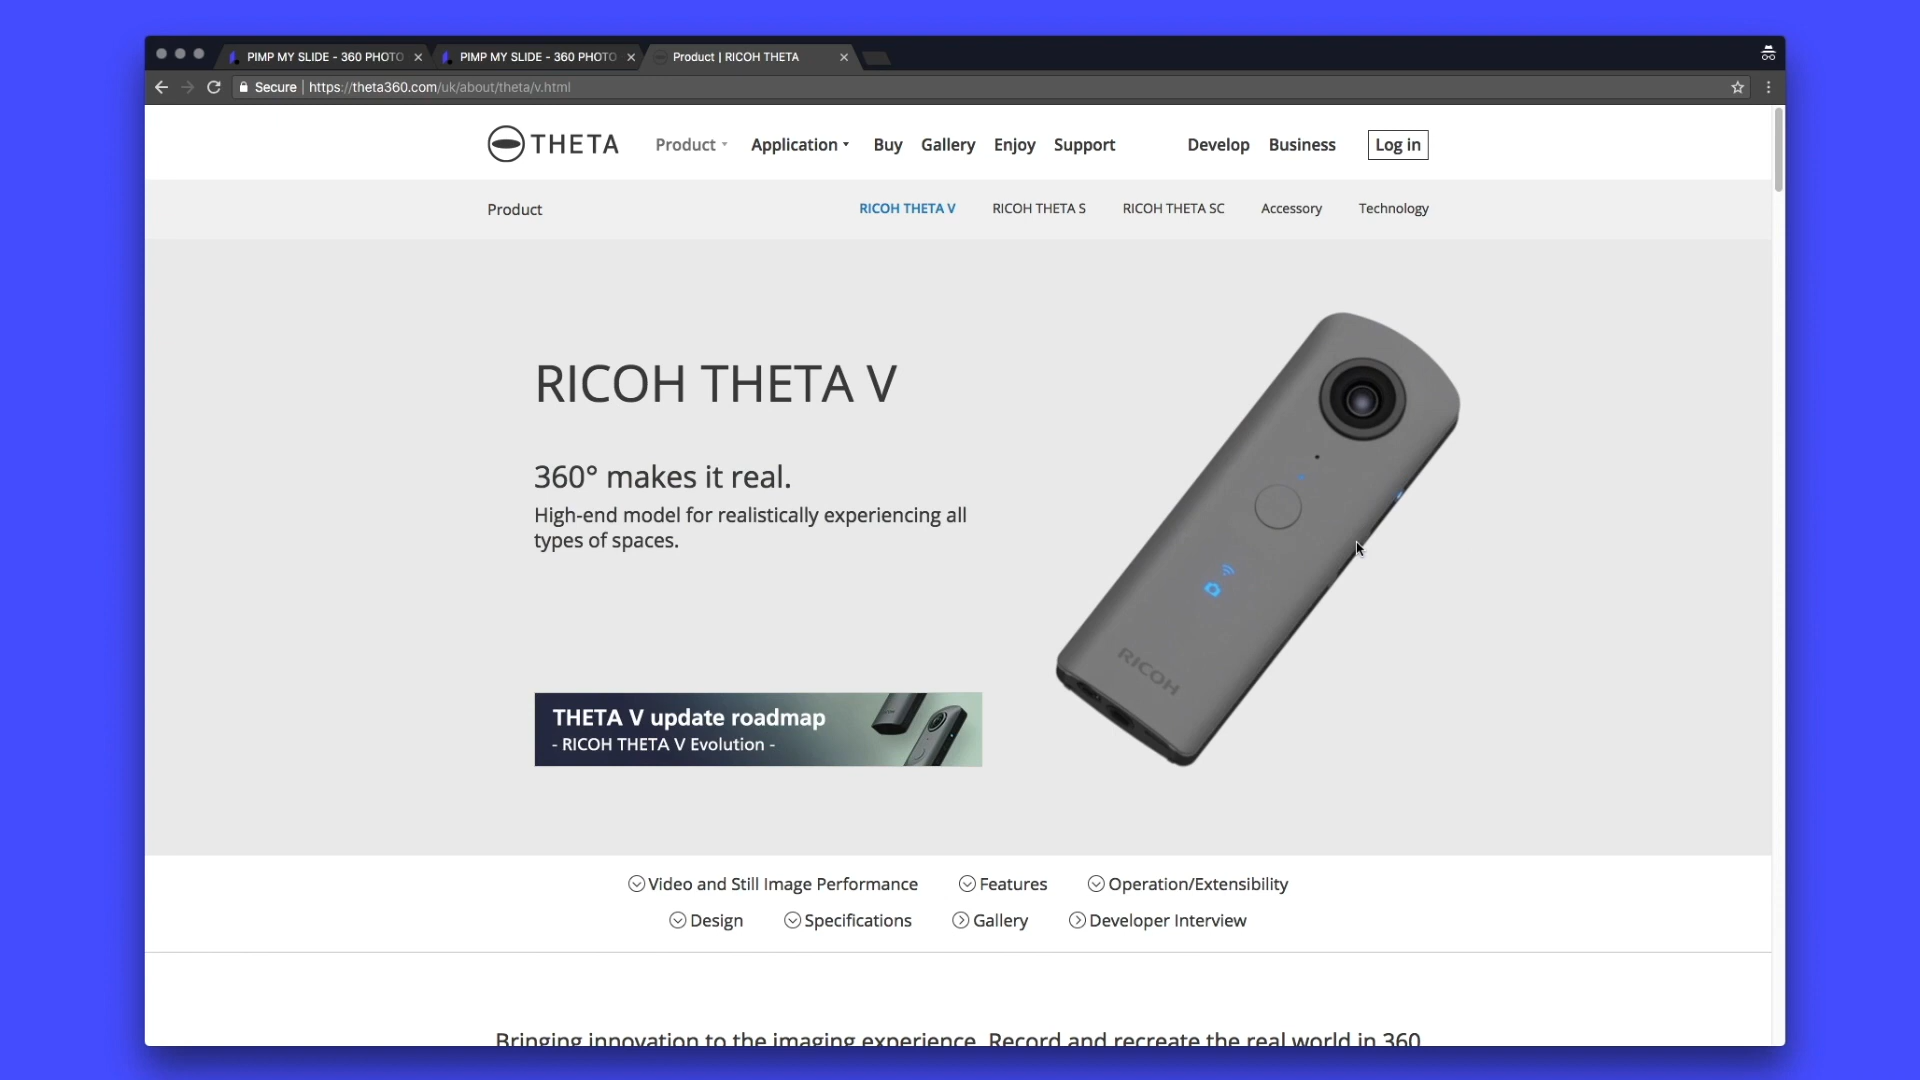 PIMP MY SLIDE - 360 PHOTO
PIMP MY SLIDE - 360 PHOTO
Product | RICOH THETA
Secure | https://theta360.com/uk/about/theta/v.html
THETA
Product
Application
Buy
Gallery
Enjoy
Support
Develop
Business
Log in
Product
RICOH THETA V
RICOH THETA S
RICOH THETA SC
Accessory
Technology
RICOH THETA V
360° makes it real.
High-end model for realistically experiencing all
types of spaces.
RICOH
THETA V update roadmap
- RICOH THETA V Evolution -
Video and Still Image Performance
Features
Operation/Extensibility
Design
Specifications
Gallery
Developer Interview
Bringing innovation to the imaging experience. Record and recreate the real world in 360